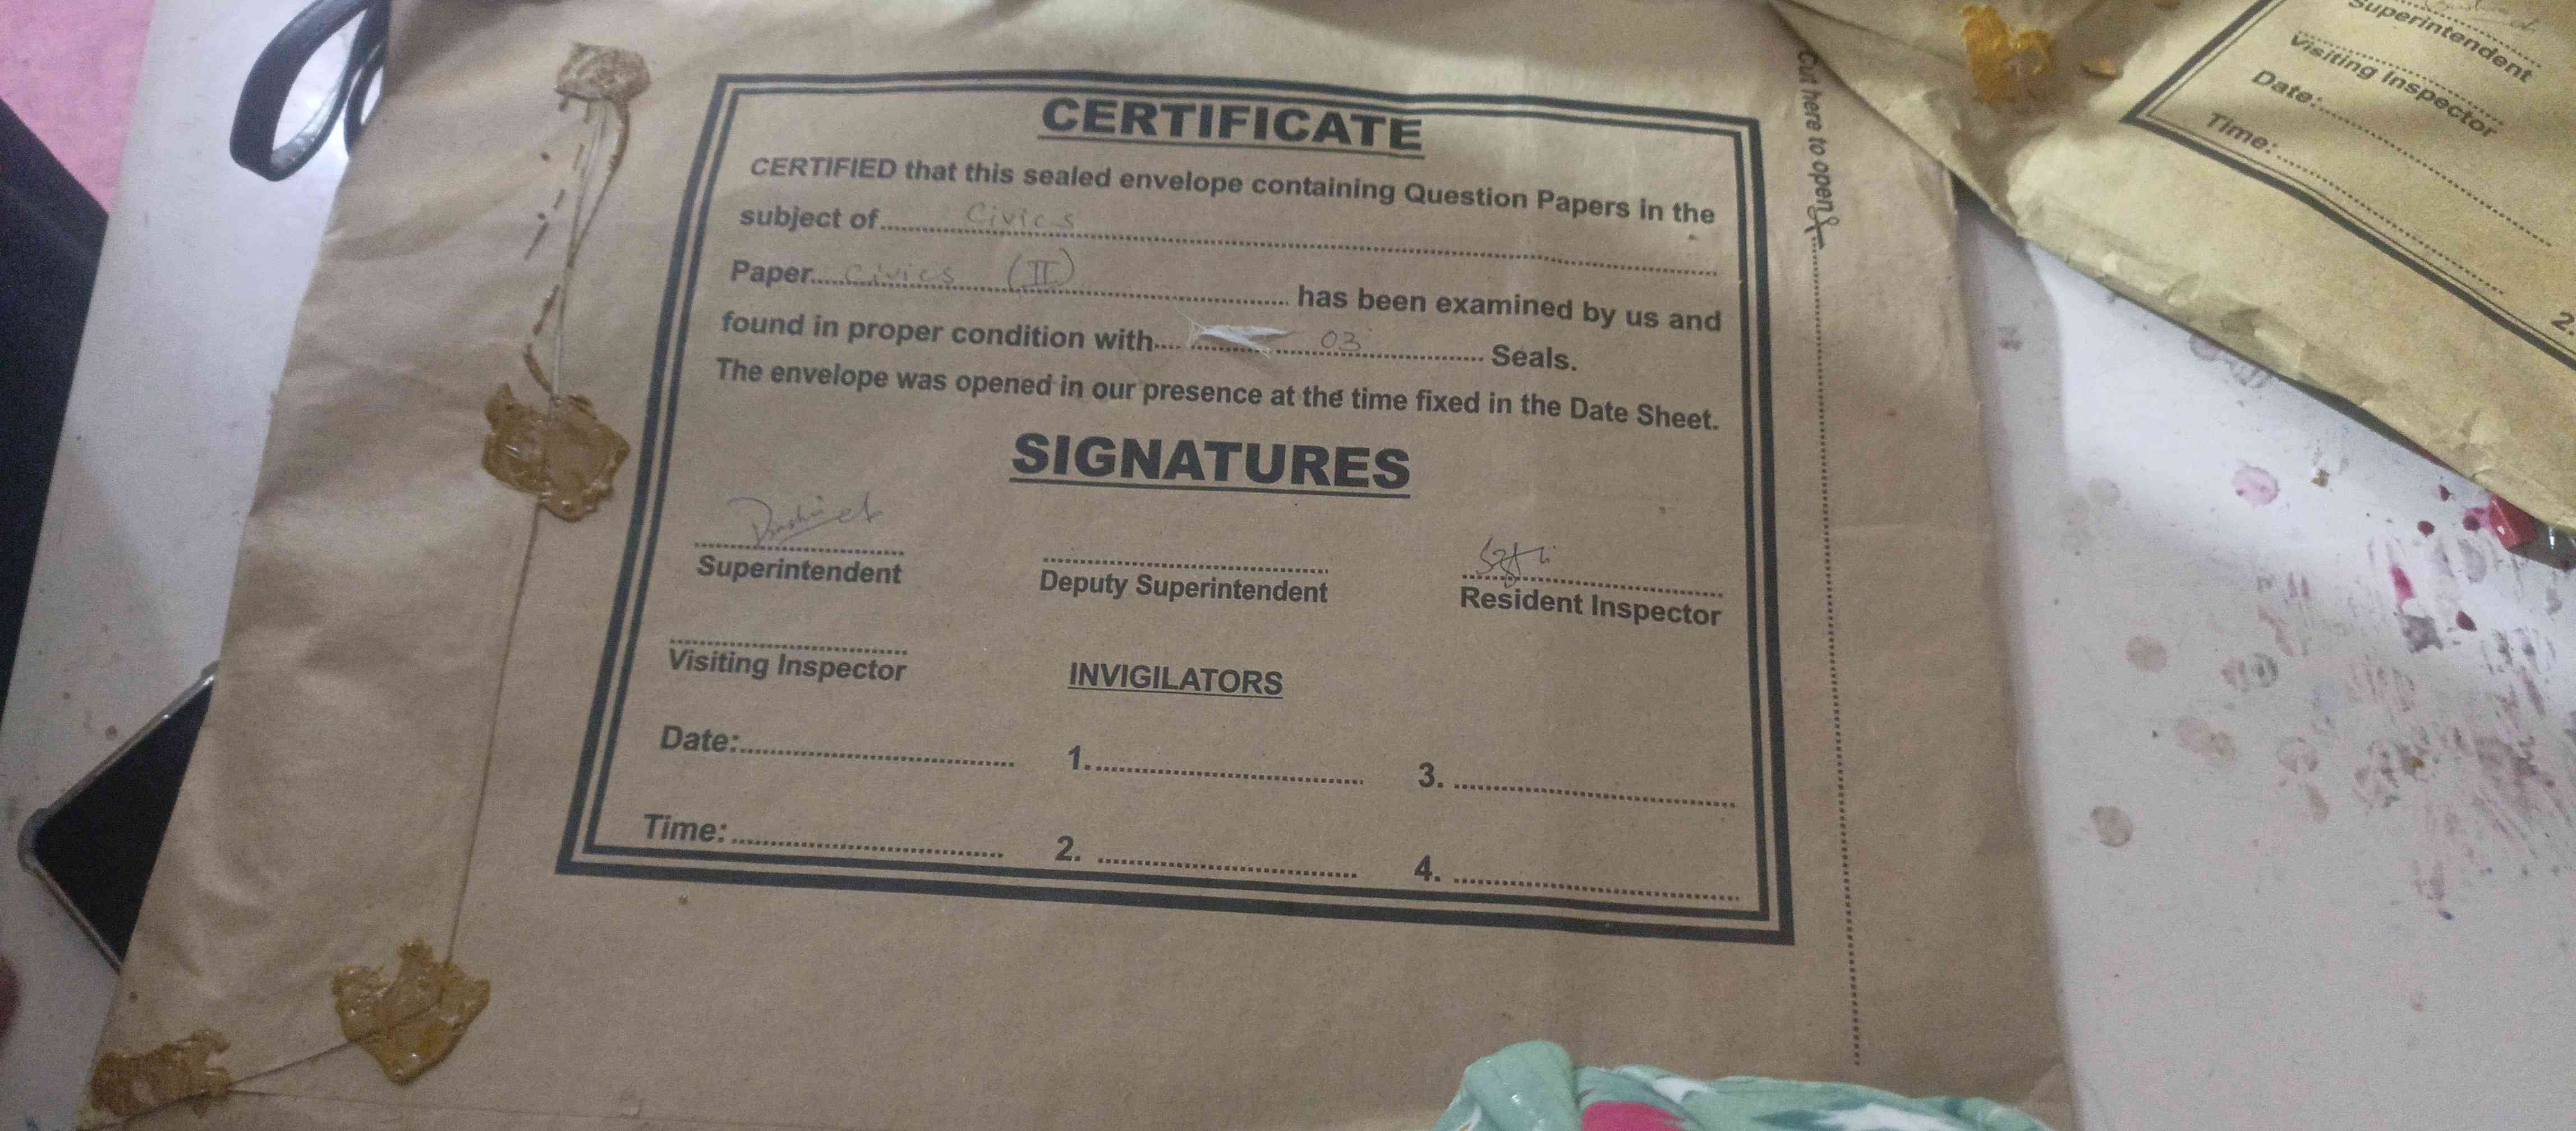 CERTIFICATE
CERTIFIED that this sealed envelope containing Question Papers in the
subject of Civics
Paper Civics (II) has been examined by us and
found in proper condition with 03 Seals.
The envelope was opened in our presence at the time fixed in the Date Sheet.
SIGNATURES
Superintendent
Deputy Superintendent
Resident Inspector
Visiting Inspector
INVIGILATORS
Date:
1.
3.
Time:
2.
4.
Cut here to open
Superintendent
Visiting Inspector
Date:
Time:
2.